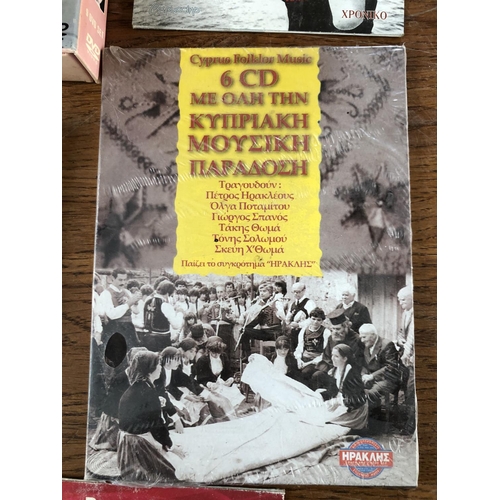 ΧΡΟΝΙΚΟ
Cyprus Folklor Music
6 CD
ΜΕ ΟΛΗ ΤΗΝ
ΚΥΠΡΙΑΚΗ
ΜΟΥΣΙΚΗ
ΠΑΡΑΔΟΣΗ
Τραγουδούν :
Πέτρος Ηρακλέους
Όλγα Ποταμίτου
Γιώργος Σπανός
Τάκης Θωμά
Τόνης Σολωμού
Σκεύη Χ'Θωμά
Παίζει το συγκρότημα "ΗΡΑΚΛΗΣ"
ΗΡΑΚΛΗΣ